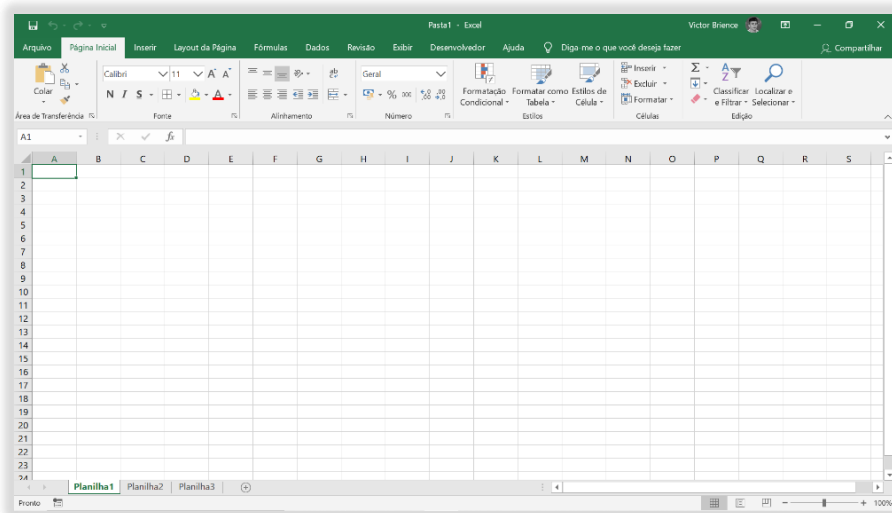 Pasta1 - Excel
Victor Brience
Arquivo Página Inicial Inserir Layout da Página Fórmulas Dados Revisão Exibir Desenvolvedor Ajuda Diga me o que você deseja fazer Compartilhar
Colar
Calibri 11
N I S
Geral
% 000
Formatação Condicional
Formatar como Tabela
Estilos de Célula
Inserir
Excluir
Formatar
Classificar e Filtrar
Localizar e Selecionar
Área de Transferência Fonte Alinhamento Número Estilos Células Edição
A1 fx
A B C D E F G H I J K L M N O P Q R S
1
2
3
4
5
6
7
8
9
10
11
12
13
14
15
16
17
18
19
20
21
22
23
24
Planilha1 Planilha2 Planilha3
Pronto 100%